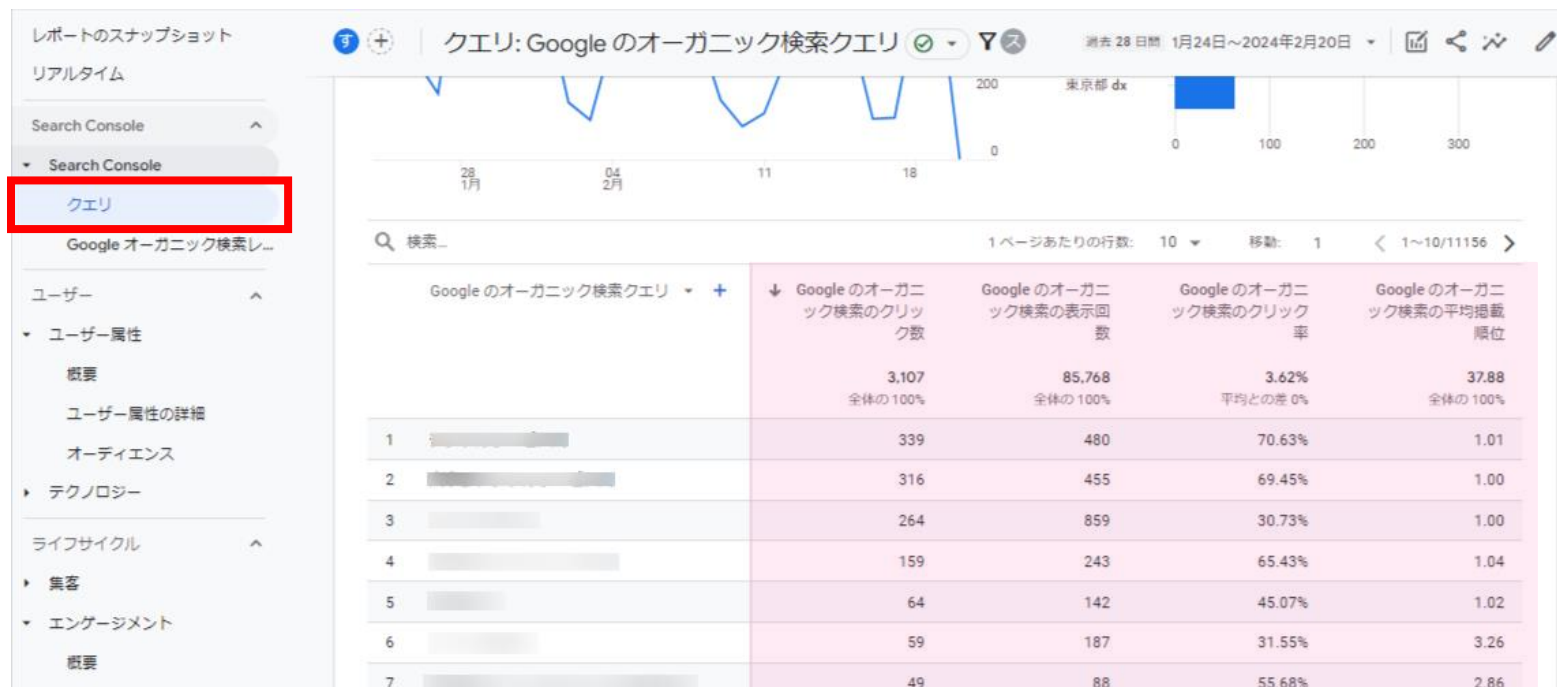 レポートのスナップショット
リアルタイム
Search Console
Search Console
クエリ
Google オーガニック検索レ...
ユーザー
ユーザー属性
概要
ユーザー属性の詳細
オーディエンス
テクノロジー
ライフサイクル
集客
エンゲージメント
概要
す
クエリ: Google のオーガニック検索クエリ
ス
過去 28 日間 1月24日～2024年2月20日
200
0
28
1月
04
2月
11
18
東京都 dx
0 100 200 300
検索...
1 ページあたりの行数: 10 移動: 1 1～10/11156
Google のオーガニック検索クエリ +
Google のオーガニ
ック検索のクリッ
ク数
Google のオーガニ
ック検索の表示回
数
Google のオーガニ
ック検索のクリック
率
Google のオーガニ
ック検索の平均掲載
順位
3,107 85,768 3.62% 37.88
全体の 100% 全体の 100% 平均との差 0% 全体の 100%
1 339 480 70.63% 1.01
2 316 455 69.45% 1.00
3 264 859 30.73% 1.00
4 159 243 65.43% 1.04
5 64 142 45.07% 1.02
6 59 187 31.55% 3.26
7 49 88 55.68% 2.86